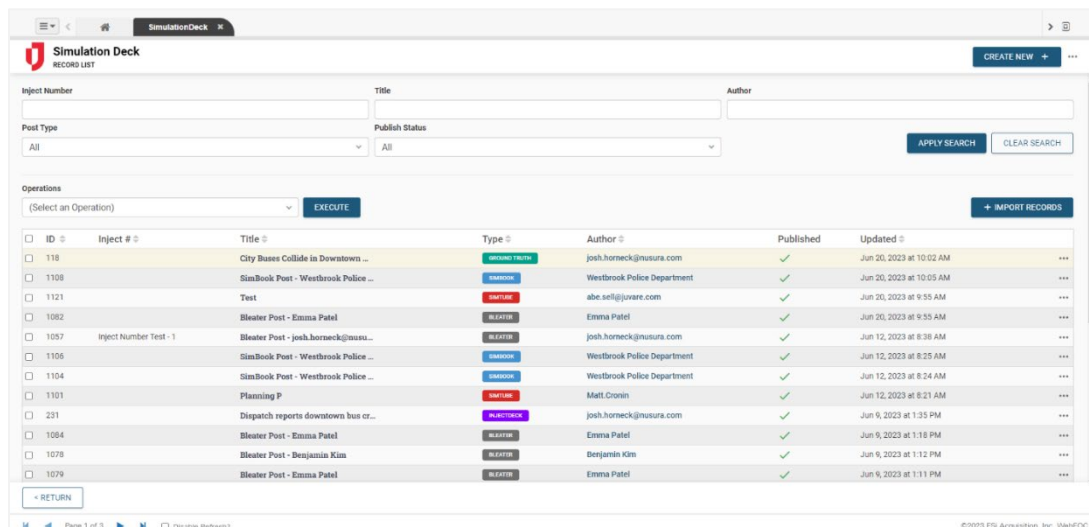 SimulationDeck ×
Simulation Deck
RECORD LIST
CREATE NEW +
Inject Number Title Author
Post Type Publish Status
All All
APPLY SEARCH CLEAR SEARCH
Operations
(Select an Operation) EXECUTE + IMPORT RECORDS
ID Inject # Title Type Author Published Updated
118 City Buses Collide in Downtown ... GROUND TRUTH josh.horneck@nusura.com Jun 20, 2023 at 10:02 AM
1108 SimBook Post - Westbrook Police ... SIMBOOK Westbrook Police Department Jun 20, 2023 at 10:05 AM
1121 Test SIMTUBE abe.sell@juvare.com Jun 20, 2023 at 9:55 AM
1082 Bleater Post - Emma Patel BLEATER Emma Patel Jun 20, 2023 at 9:55 AM
1057 Inject Number Test - 1 Bleater Post - josh.horneck@nusu... BLEATER josh.horneck@nusura.com Jun 12, 2023 at 8:38 AM
1106 SimBook Post - Westbrook Police ... SIMBOOK Westbrook Police Department Jun 12, 2023 at 8:25 AM
1104 SimBook Post - Westbrook Police ... SIMBOOK Westbrook Police Department Jun 12, 2023 at 8:24 AM
1101 Planning P SIMTUBE Matt.Cronin Jun 12, 2023 at 8:21 AM
231 Dispatch reports downtown bus cr... INJECTDECK josh.horneck@nusura.com Jun 9, 2023 at 1:35 PM
1084 Bleater Post - Emma Patel BLEATER Emma Patel Jun 9, 2023 at 1:18 PM
1078 Bleater Post - Benjamin Kim BLEATER Benjamin Kim Jun 9, 2023 at 1:12 PM
1079 Bleater Post - Emma Patel BLEATER Emma Patel Jun 9, 2023 at 1:11 PM
< RETURN
Page 1 of 3 ©2023 ESi Acquisition, Inc. WebEOC